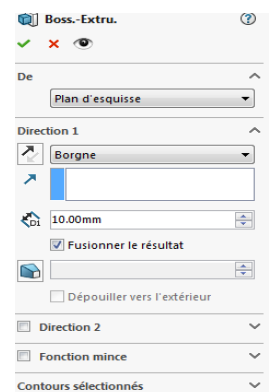 Boss.-Extru.
De
Plan d'esquisse
Direction 1
Borgne
D1
10.00mm
Fusionner le résultat
Dépouiller vers l'extérieur
Direction 2
Fonction mince
Contours sélectionnés